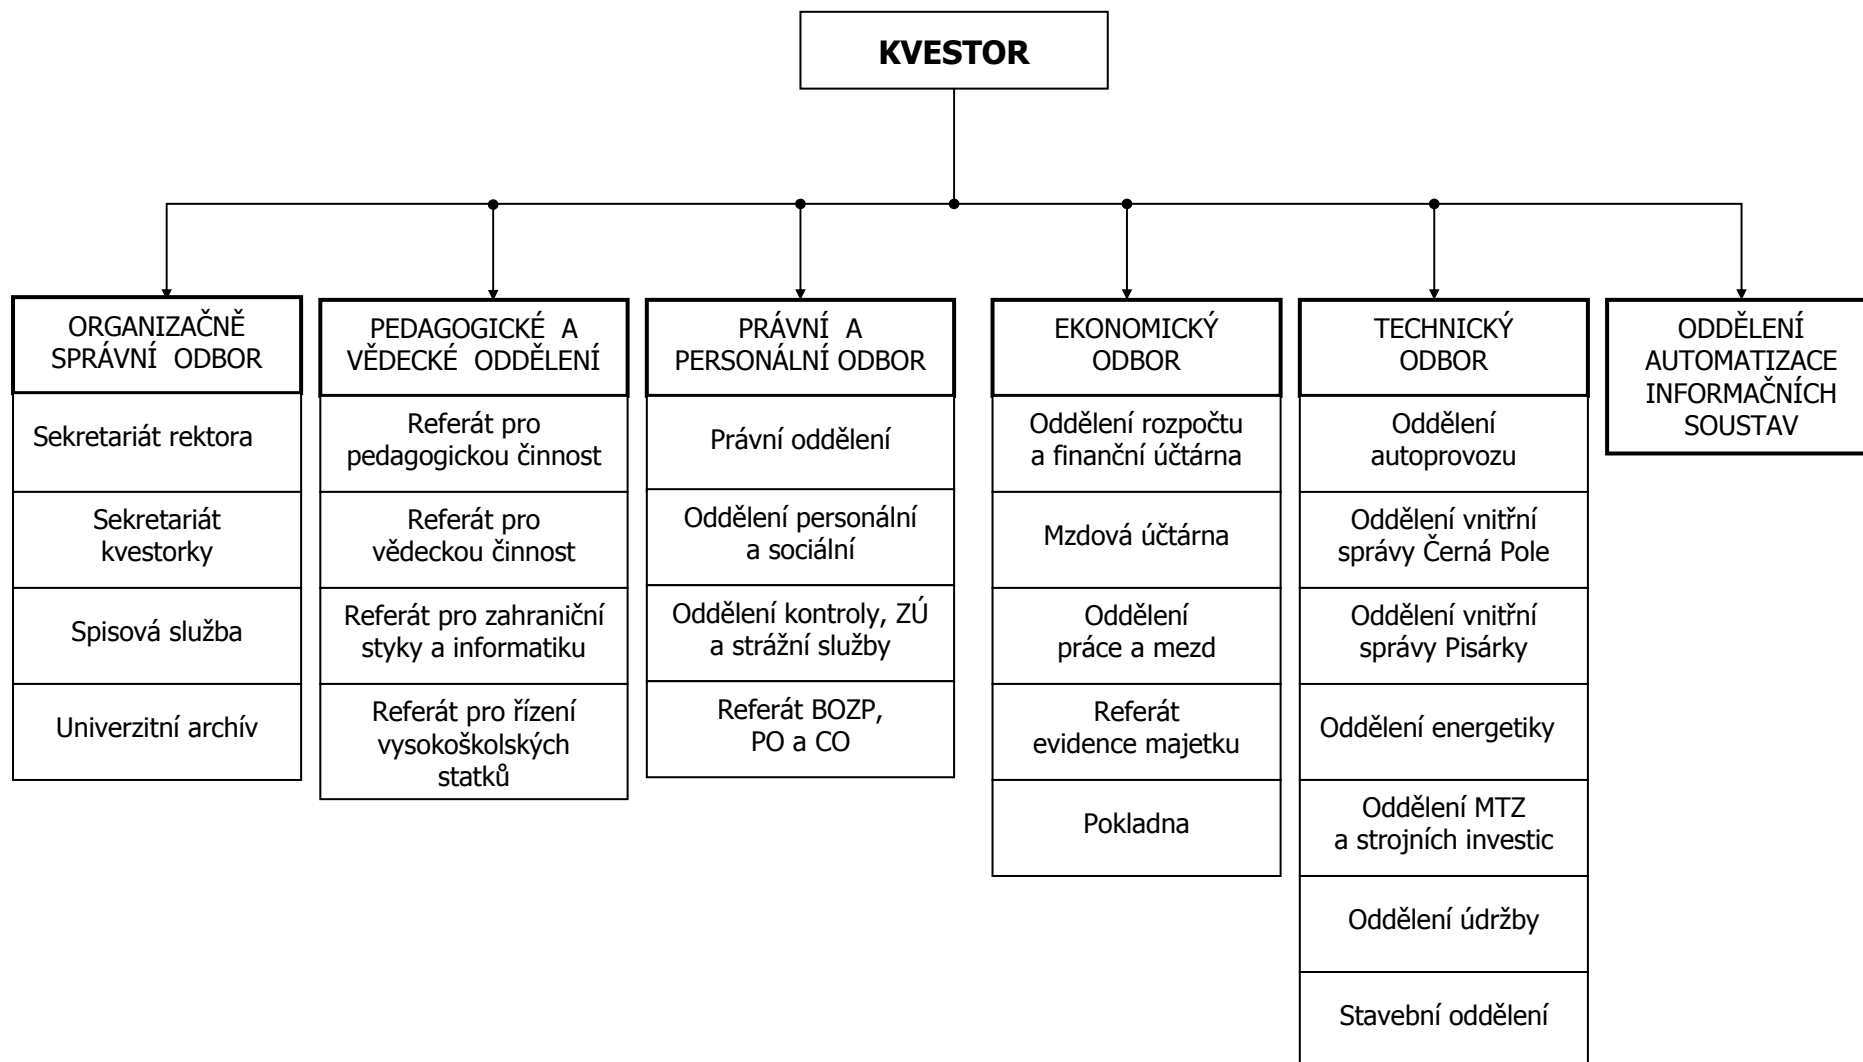 KVESTOR
ORGANIZAČNĚ
SPRÁVNÍ ODBOR
Sekretariát rektora
Sekretariát
kvestorky
Spisová služba
Univerzitní archív
PEDAGOGICKÉ A
VĚDECKÉ ODDĚLENÍ
Referát pro
pedagogickou činnost
Referát pro
vědeckou činnost
Referát pro zahraniční
styky a informatiku
Referát pro řízení
vysokoškolských
statků
PRÁVNÍ A
PERSONÁLNÍ ODBOR
Právní oddělení
Oddělení personální
a sociální
Oddělení kontroly, ZÚ
a strážní služby
Referát BOZP,
PO a CO
EKONOMICKÝ
ODBOR
Oddělení rozpočtu
a finanční účtárna
Mzdová účtárna
Oddělení
práce a mezd
Referát
evidence majetku
Pokladna
TECHNICKÝ
ODBOR
Oddělení
autoprovozu
Oddělení vnitřní
správy Černá Pole
Oddělení vnitřní
správy Pisárky
Oddělení energetiky
Oddělení MTZ
a strojních investic
Oddělení údržby
Stavební oddělení
ODDĚLENÍ
AUTOMATIZACE
INFORMAČNÍCH
SOUSTAV